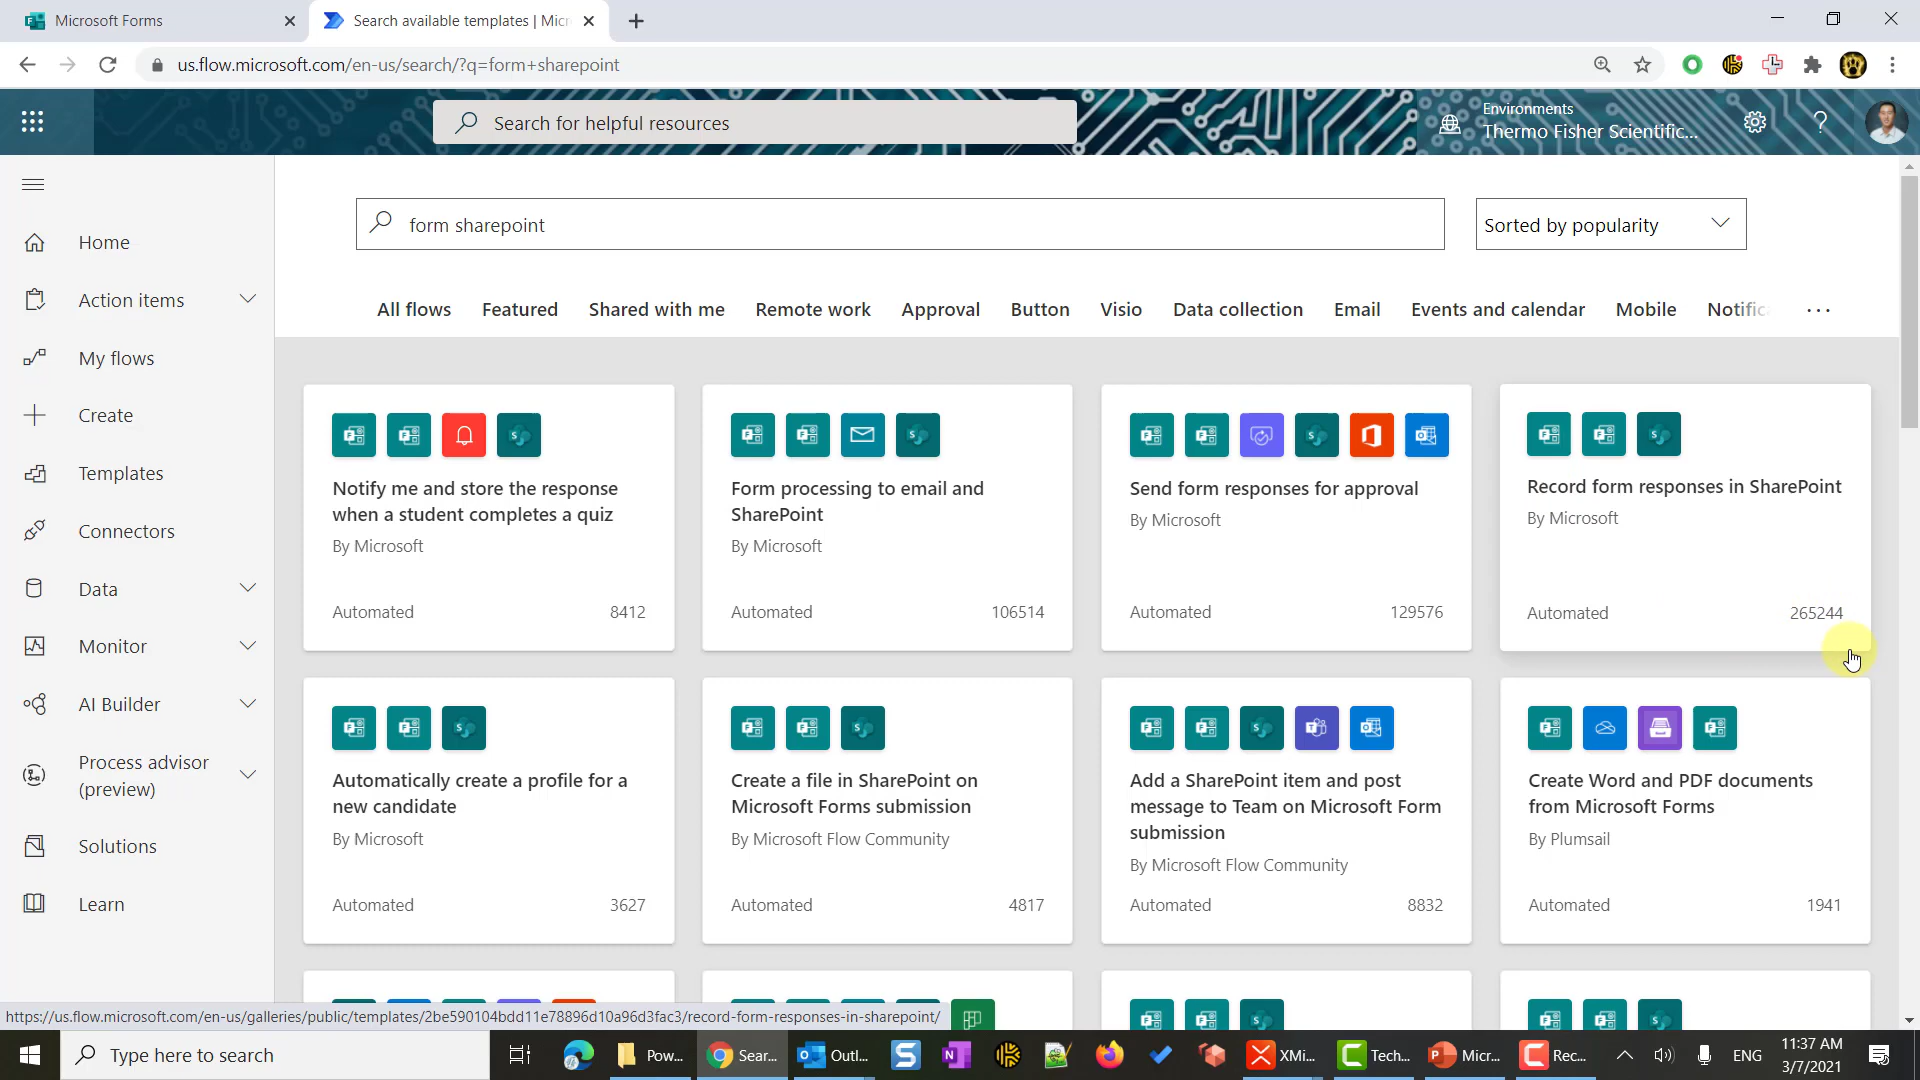 Microsoft Forms
Search available templates | Micr
us.flow.microsoft.com/en-us/search/?q=form+sharepoint
Search for helpful resources
Environments
Thermo Fisher Scientific...
form sharepoint
Sorted by popularity
Home
Action items
My flows
Create
Templates
Connectors
Data
Monitor
AI Builder
Process advisor
(preview)
Solutions
Learn
All flows
Featured
Shared with me
Remote work
Approval
Button
Visio
Data collection
Email
Events and calendar
Mobile
Notifica
Notify me and store the response
when a student completes a quiz
By Microsoft
Automated 8412
Form processing to email and
SharePoint
By Microsoft
Automated 106514
Send form responses for approval
By Microsoft
Automated 129576
Record form responses in SharePoint
By Microsoft
Automated 265244
Automatically create a profile for a
new candidate
By Microsoft
Automated 3627
Create a file in SharePoint on
Microsoft Forms submission
By Microsoft Flow Community
Automated 4817
Add a SharePoint item and post
message to Team on Microsoft Form
submission
By Microsoft Flow Community
Automated 8832
Create Word and PDF documents
from Microsoft Forms
By Plumsail
Automated 1941
https://us.flow.microsoft.com/en-us/galleries/public/templates/2be590104bdd11e78896d10a96d3fac3/record-form-responses-in-sharepoint/
Type here to search
Pow...
Sear...
Outl...
XMi...
Tech...
Micr...
Rec...
ENG
11:37 AM
3/7/2021